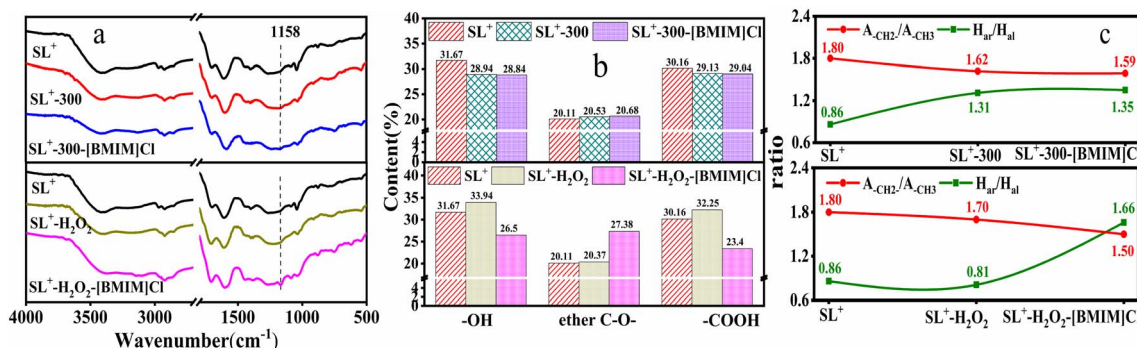 a
1158
SL⁺
SL⁺-300
SL⁺-300-[BMIM]Cl
SL⁺
SL⁺-H₂O₂
SL⁺-H₂O₂-[BMIM]Cl
4000 3000 1500 1000 500
Wavenumber(cm⁻¹)
SL⁺ SL⁺-300 SL⁺-300-[BMIM]Cl
b
40
35
30
25
20
4
2
0
31.67 28.94 28.84
20.11 20.53 20.68
30.16 29.13 29.04
Content(%)
SL⁺ SL⁺-H₂O₂ SL⁺-H₂O₂-[BMIM]Cl
35
30
25
20
4
2
0
31.67 33.94 26.5
20.11 20.37 27.38
30.16 32.25 23.4
-OH ether C-O- -COOH
c
A-CH2./A-CH3 Har/Hal
2.4
1.8
1.2
0.6
1.80 1.62 1.59
0.86 1.31 1.35
SL⁺ SL⁺-300 SL⁺-300-[BMIM]Cl
ratio
A-CH2./A-CH3 Har/Hal
1.8
1.2
0.6
1.80 1.70 1.50
0.86 0.81 1.66
SL⁺ SL⁺-H₂O₂ SL⁺-H₂O₂-[BMIM]Cl